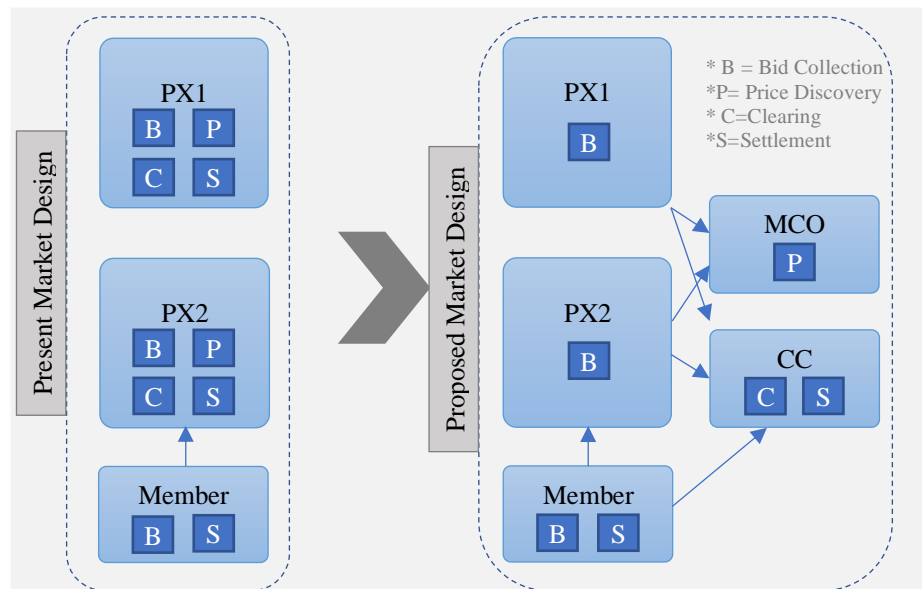 Present Market Design
PX1
B P
C S
PX2
B P
C S
Member
B S
Proposed Market Design
PX1
B
PX2
B
Member
B S
* B = Bid Collection
*P= Price Discovery
* C=Clearing
*S=Settlement
MCO
P
CC
C S